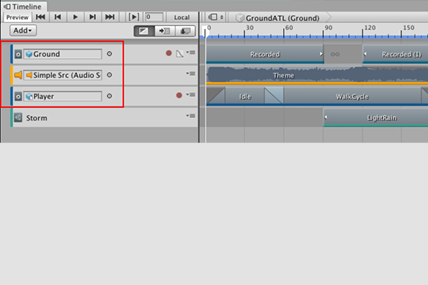 Timeline
Preview 0 Local GroundATL (Ground)
Add 0 30 60 90 120 150
Ground Recorded ∞ Recorded (1)
Simple Src (Audio S Theme
Player Idle WalkCycle
Storm LightRain